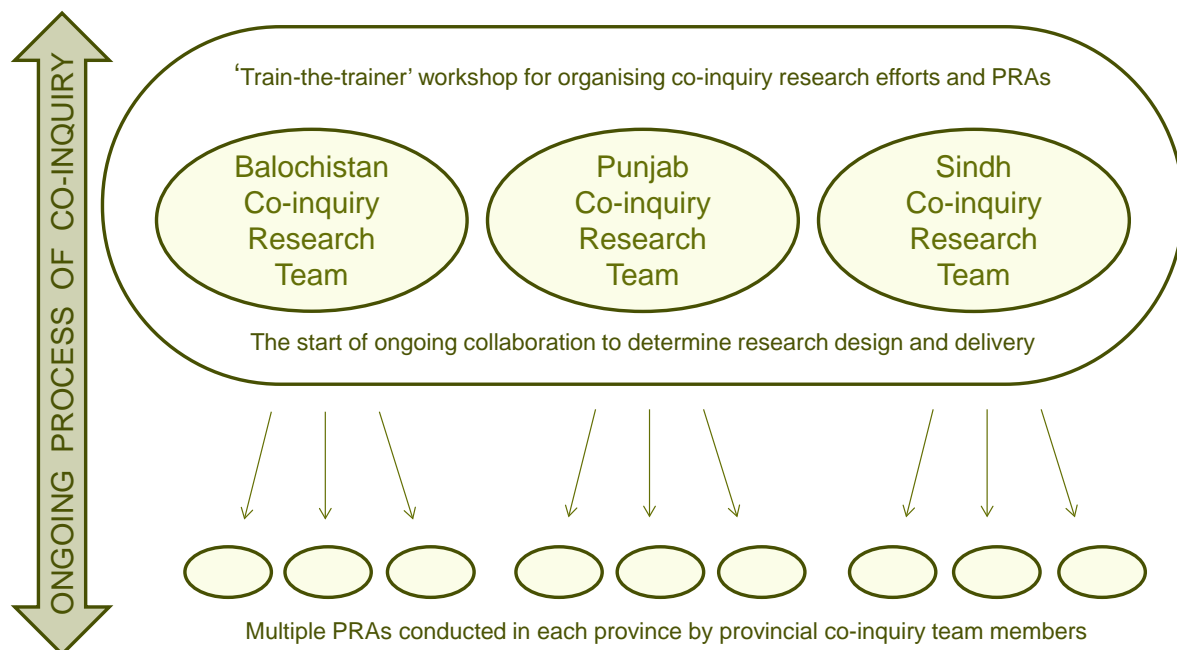 ONGOING PROCESS OF CO-INQUIRY
‘Train-the-trainer’ workshop for organising co-inquiry research efforts and PRAs
Balochistan
Co-inquiry
Research
Team
Punjab
Co-inquiry
Research
Team
Sindh
Co-inquiry
Research
Team
The start of ongoing collaboration to determine research design and delivery
Multiple PRAs conducted in each province by provincial co-inquiry team members